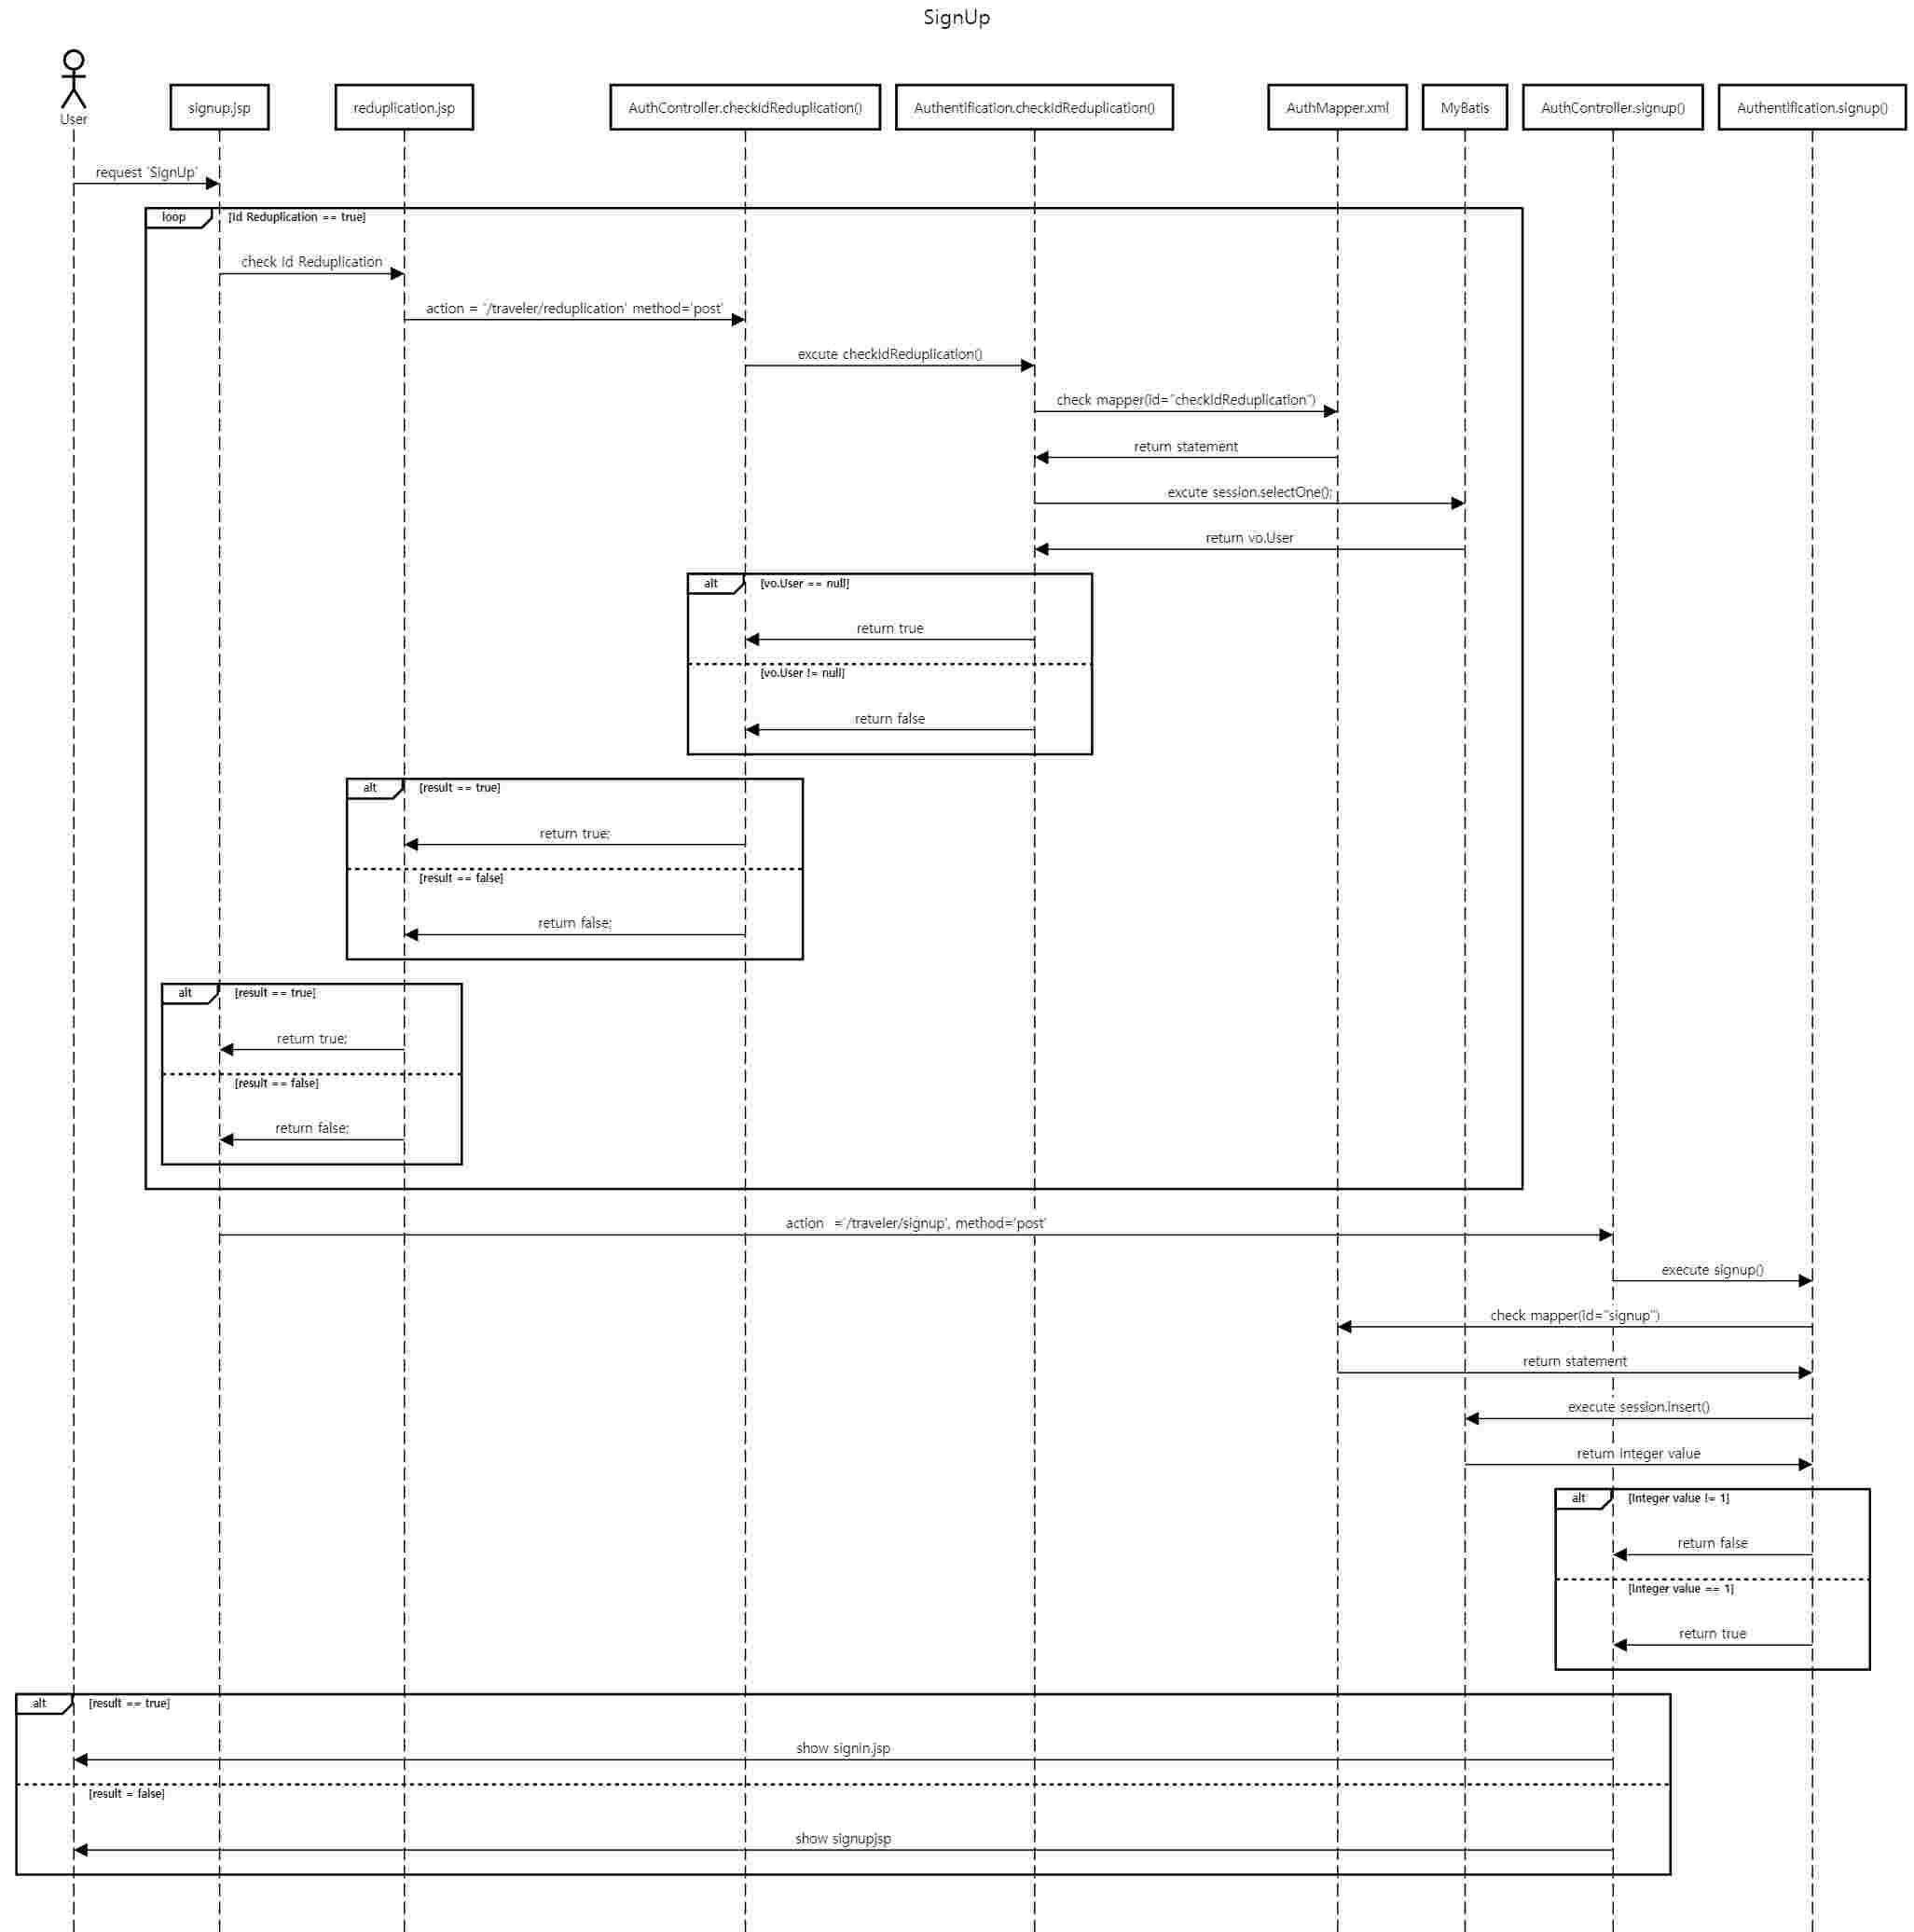 SignUp
User
signup.jsp
reduplication.jsp
AuthController.checkIdReduplication()
Authentification.checkIdReduplication()
AuthMapper.xml
MyBatis
AuthController.signup()
Authentification.signup()
request 'SignUp'
loop
[Id Reduplication == true]
check Id Reduplication
action = '/traveler/reduplication' method='post'
excute checkIdReduplication()
check mapper(id="checkIdReduplication")
return statement
excute session.selectOne();
return vo.User
alt
[vo.User == null]
return true
[vo.User != null]
return false
alt
[result == true]
return true;
[result == false]
return false;
alt
[result == true]
return true;
[result == false]
return false;
action ='/traveler/signup', method='post'
execute signup()
check mapper(id="signup")
return statement
execute session.insert()
return Integer value
alt
[Integer value != 1]
return false
[Integer value == 1]
return true
alt
[result == true]
show signin.jsp
[result = false]
show signupjsp